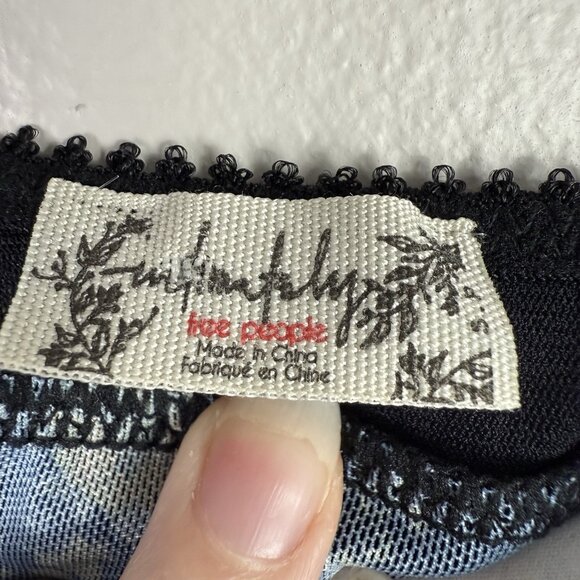 intimately
free people
Made in China
Fabriqué en Chine
S.P